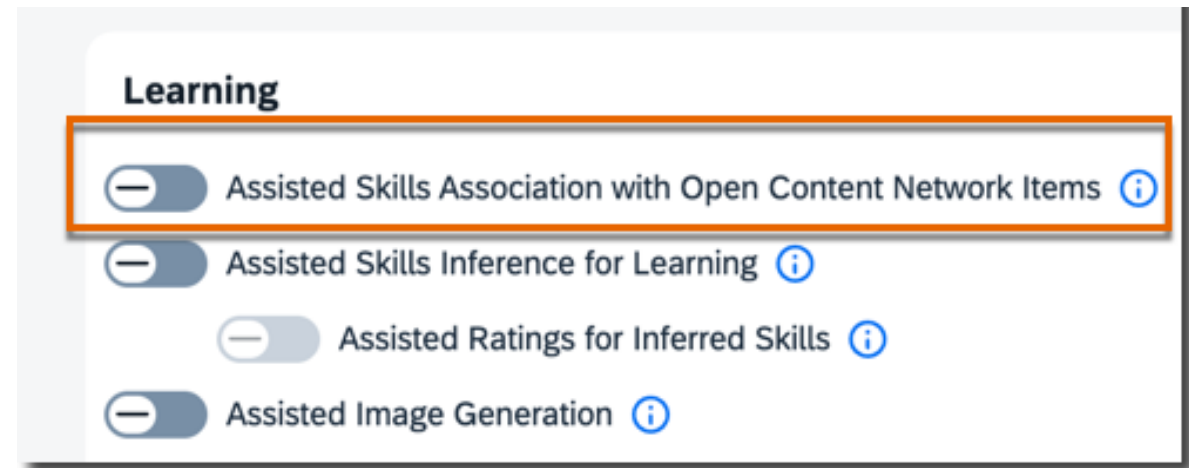 Learning
Assisted Skills Association with Open Content Network Items
Assisted Skills Inference for Learning
Assisted Ratings for Inferred Skills
Assisted Image Generation